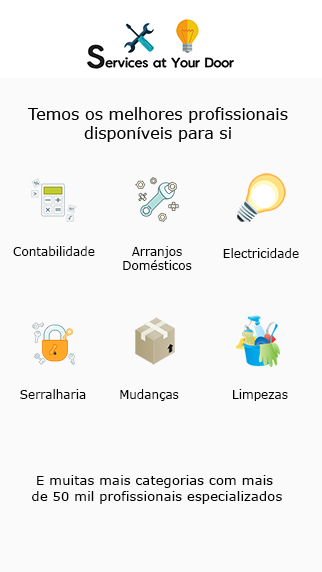 Services at Your Door
Temos os melhores profissionais
disponíveis para si
Contabilidade
Arranjos
Domésticos
Electricidade
Serralharia
Mudanças
Limpezas
E muitas mais categorias com mais
de 50 mil profissionais especializados